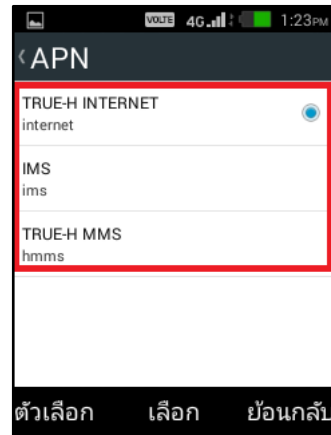 VOLTE 4G 1:23PM
APN
TRUE-H INTERNET
internet
IMS
ims
TRUE-H MMS
hmms
ตัวเลือก เลือก ย้อนกลับ